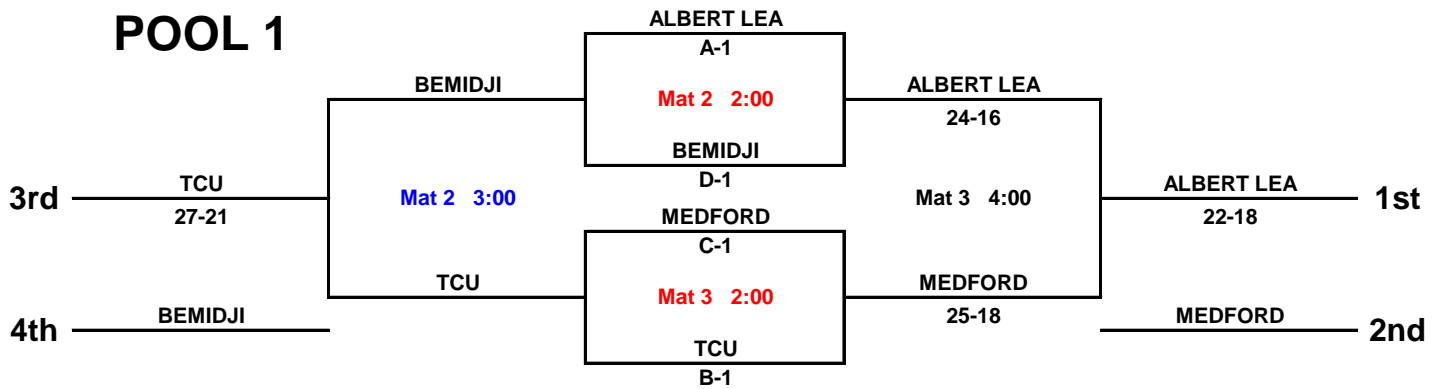 POOL 1
ALBERT LEA
A-1
BEMIDJI
Mat 2 2:00
ALBERT LEA
24-16
BEMIDJI
D-1
3rd
TCU
27-21
Mat 2 3:00
Mat 3 4:00
ALBERT LEA
22-18
1st
MEDFORD
C-1
TCU
Mat 3 2:00
MEDFORD
25-18
4th
BEMIDJI
MEDFORD
2nd
TCU
B-1